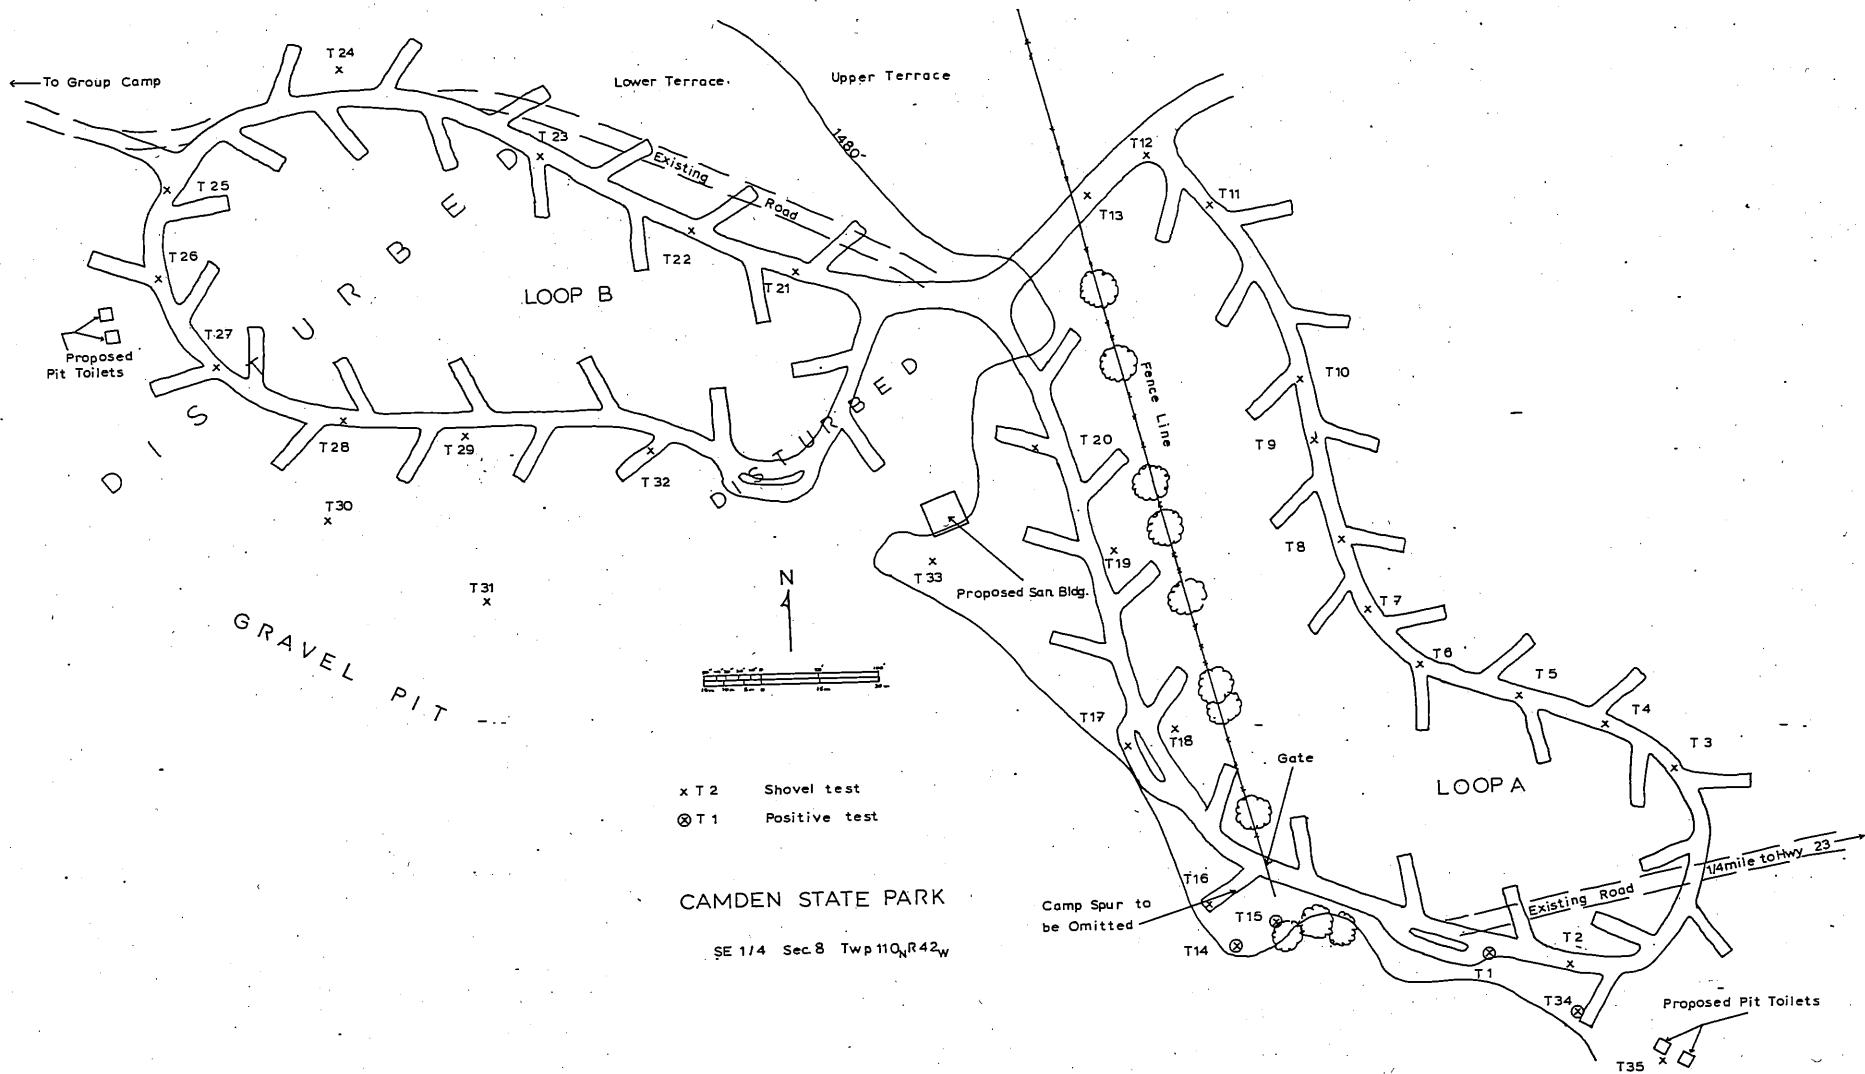 T24
←To Group Camp
Lower Terrace.
Upper Terrace
1480-
T12
T23
Existing
Road
T25
T11
T13
T26
T22
T21
LOOP B
T27
Proposed
Pit Toilets
DISTURBED
DISTURBED
Fence Line
T10
T28
T29
T32
T20
T9
T30
T8
T19
T33
Proposed San. Bldg.
N
T31
GRAVEL PIT
T7
T6
T5
T4
T3
T17
T18
Gate
LOOP A
x T2 Shovel test
⊗ T1 Positive test
1/4 mile to Hwy 23
Existing Road
T16
CAMDEN STATE PARK
Camp Spur to
be Omitted
T15
T14
SE 1/4 Sec. 8 Twp 110N R42W
T2
T1
T34
Proposed Pit Toilets
T35